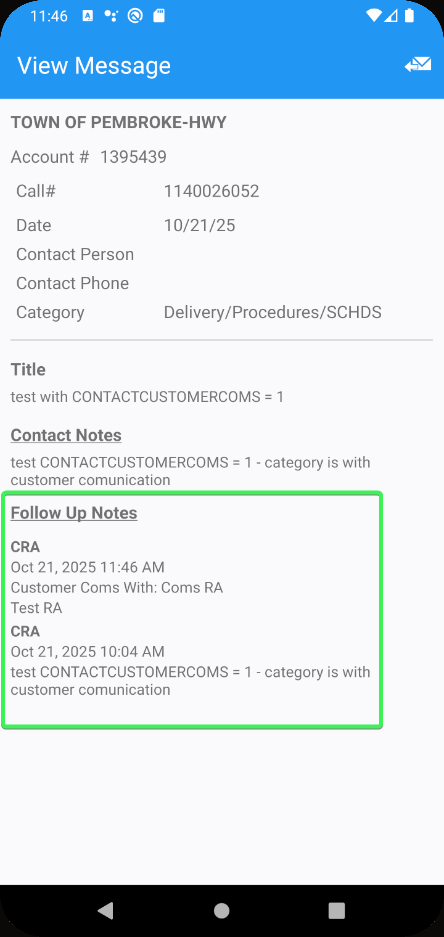 11:46
View Message
TOWN OF PEMBROKE-HWY
Account # 1395439
Call# 1140026052
Date 10/21/25
Contact Person
Contact Phone
Category Delivery/Procedures/SCHDS
Title
test with CONTACTCUSTOMERCOMS = 1
Contact Notes
test CONTACTCUSTOMERCOMS = 1 - category is with
customer comunication
Follow Up Notes
CRA
Oct 21, 2025 11:46 AM
Customer Coms With: Coms RA
Test RA
CRA
Oct 21, 2025 10:04 AM
test CONTACTCUSTOMERCOMS = 1 - category is with
customer comunication